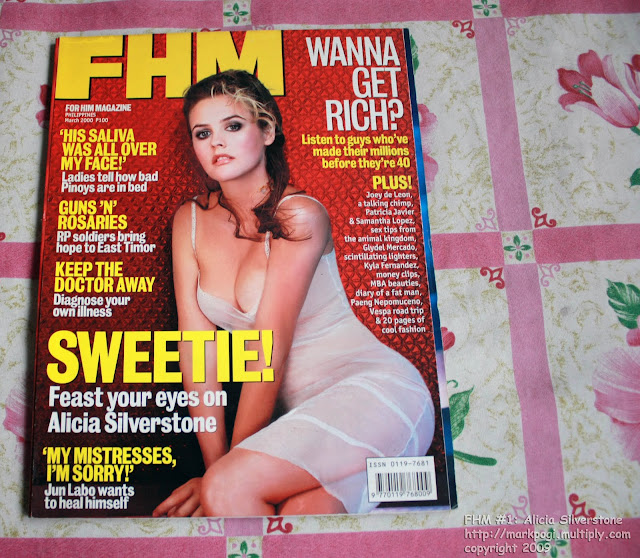 FHM
FOR HIM MAGAZINE
PHILIPPINES
March 2000 P100
'HIS SALIVA
WAS ALL OVER
MY FACE!'
Ladies tell how bad
Pinoys are in bed
GUNS 'N'
ROSARIES
RP soldiers bring
hope to East Timor
KEEP THE
DOCTOR AWAY
Diagnose your
own illness
SWEETIE!
Feast your eyes on
Alicia Silverstone
'MY MISTRESSES,
I'M SORRY!'
Jun Labo wants
to heal himself
WANNA
GET
RICH?
Listen to guys who've
made their millions
before they're 40
PLUS!
Joey de Leon,
a talking chimp,
Patricia Javier
& Samantha Lopez,
sex tips from
the animal kingdom,
Glydel Mercado,
scintillating lighters,
Kyla Fernandez,
money clips,
MBA beauties,
diary of a fat man,
Paeng Nepomuceno,
Vespa road trip
& 20 pages of
cool fashion
ISSN 0119-7681
9 770119 768009
FHM #1: Alicia Silverstone
http://markpogi.multiply.com
copyright 2009